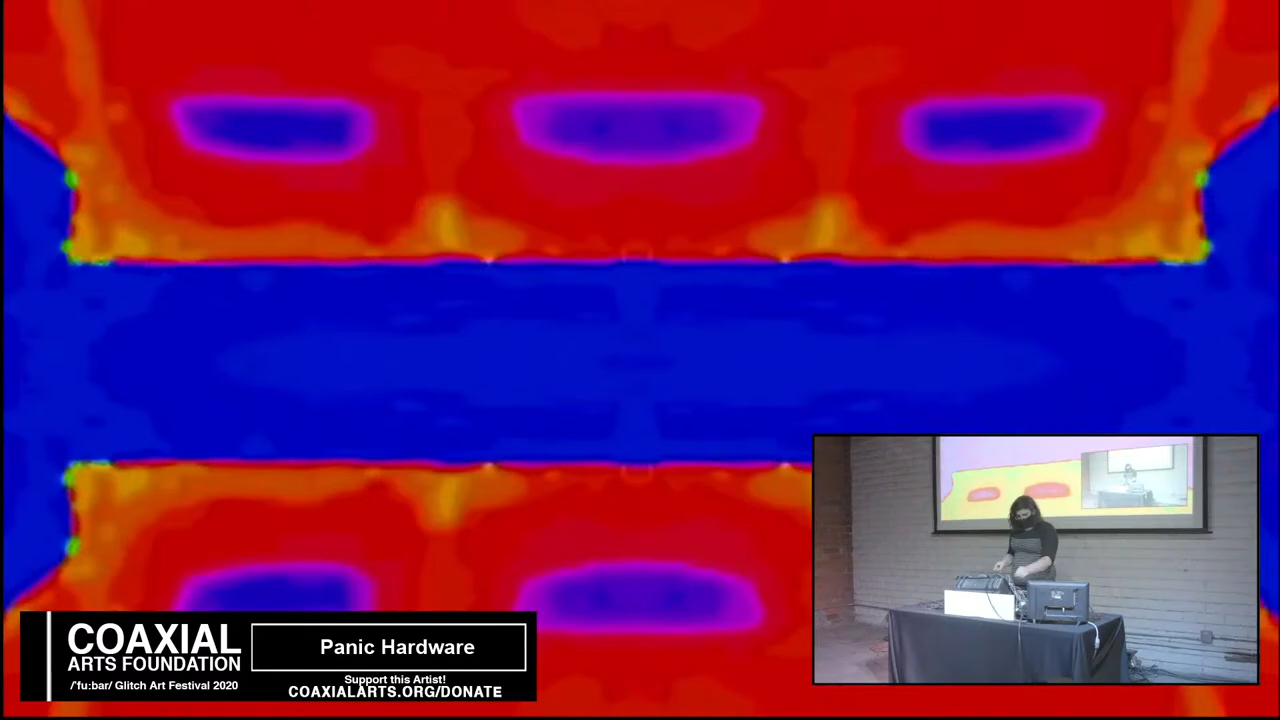 COAXIAL
ARTS FOUNDATION
/'fu:bar/ Glitch Art Festival 2020
Panic Hardware
Support this Artist!
COAXIALARTS.ORG/DONATE